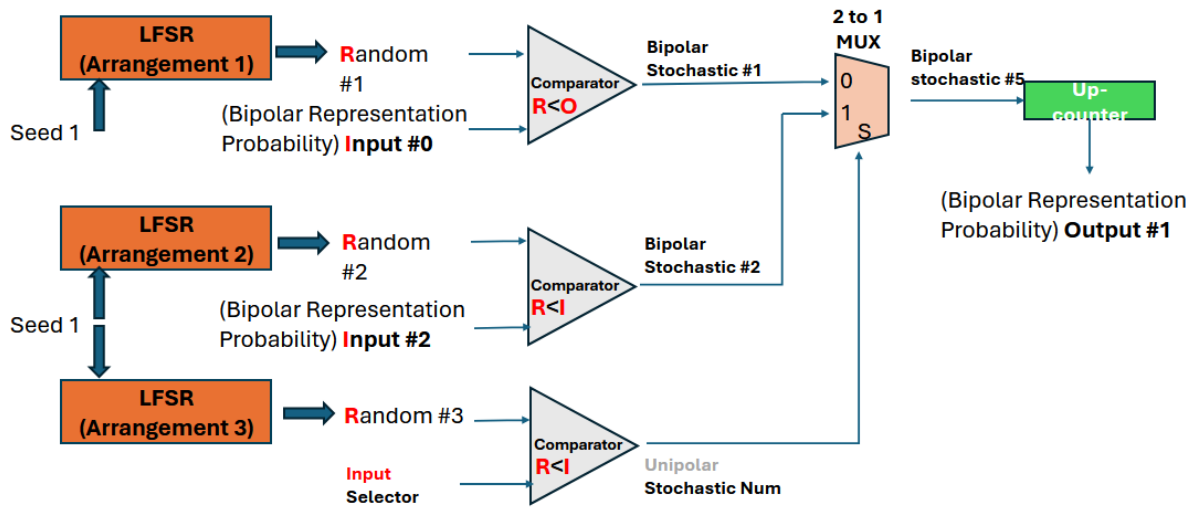 LFSR
(Arrangement 1)
Random
#1
(Bipolar Representation
Probability) Input #0
Seed 1
Comparator
R<O
Bipolar
Stochastic #1
2 to 1
MUX
0
1
S
Bipolar
stochastic #5
Up-
counter
(Bipolar Representation
Probability) Output #1
LFSR
(Arrangement 2)
Random
#2
(Bipolar Representation
Probability) Input #2
Seed 1
Comparator
R<I
Bipolar
Stochastic #2
LFSR
(Arrangement 3)
Random #3
Input
Selector
Comparator
R<I
Unipolar
Stochastic Num